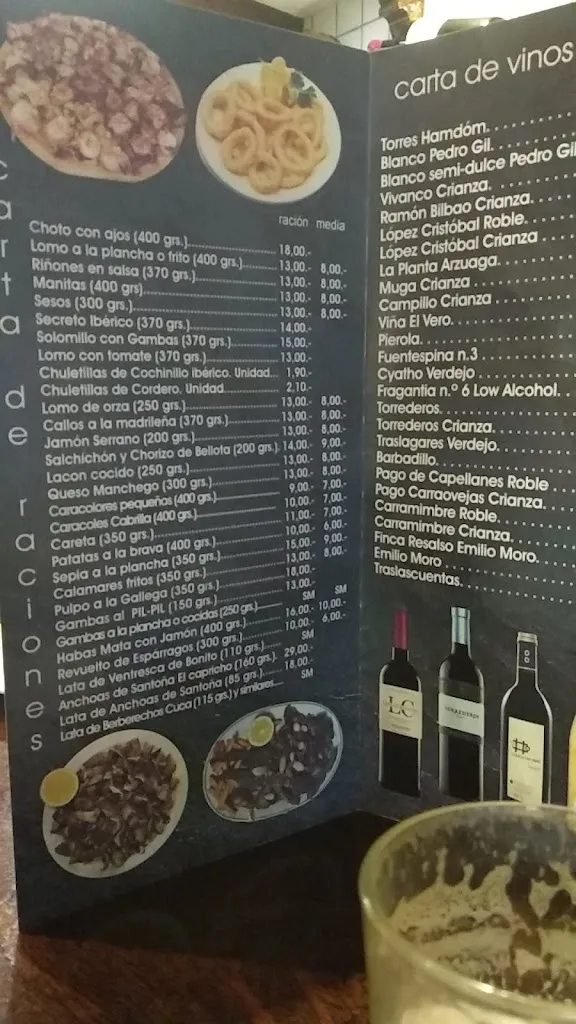 carta de raciones
ración media
Choto con ajos (400 grs.)........ 18,00.-
Lomo a la plancha o frito (400 grs.)... 13,00.- 8,00.-
Riñones en salsa (370 grs.)........ 13,00.- 8,00.-
Manitas (400 grs)........ 13,00.- 8,00.-
Sesos (300 grs.)........ 13,00.- 8,00.-
Secreto Ibérico (370 grs.)........ 14,00.-
Solomillo con Gambas (370 grs.)........ 15,00.-
Lomo con tomate (370 grs.)........ 13,00.-
Chuletillas de Cochinillo ibérico. Unidad... 1,90.-
Chuletillas de Cordero. Unidad........ 2,10.-
Lomo de orza (250 grs.)........ 13,00.- 8,00.-
Callos a la madrileña (370 grs.)........ 13,00.- 8,00.-
Jamón Serrano (200 grs.)........ 13,00.- 8,00.-
Salchichón y Chorizo de Bellota (200 grs.). 14,00.- 9,00.-
Lacon cocido (250 grs.)........ 13,00.- 8,00.-
Queso Manchego (300 grs.)........ 13,00.- 8,00.-
Caracolores pequeñas (400 grs.)........ 9,00.- 7,00.-
Caracoles Cabrilla (400 grs.)........ 10,00.- 7,00.-
Careta (350 grs.)........ 11,00.- 7,00.-
Patatas a la brava (400 grs.)........ 10,00.- 6,00.-
Sepia a la plancha (350 grs.)........ 15,00.- 9,00.-
Calamares fritos (350 grs.)........ 13,00.- 8,00.-
Pulpo a la Gallega (350 grs.)........ 18,00.-
Gambas al PIL-PIL (150 grs.)........ 13,00.-
Gambas a la plancha o cocidas (250 grs.)... SM SM
Habas Mata con Jamón (400 grs.)........ 16,00.- 10,00.-
Revuelto de Espárragos (300 grs.)........ 10,00.- 6,00.-
Lata de Ventresca de Bonito (110 grs.)........ SM
Anchoas de Santoña El capricho (160 grs.). 29,00.-
Lata de Anchoas de Santoña (85 grs.)........ 18,00.-
Lata de Berberechos Cuca (115 grs.) y similares... SM
carta de vinos
Torres Hamdóm
Blanco Pedro Gil
Blanco semi-dulce Pedro Gil
Vivanco Crianza
Ramón Bilbao Crianza
López Cristóbal Roble
López Cristóbal Crianza
La Planta Arzuaga
Muga Crianza
Campillo Crianza
Viña El Vero
Pierola
Fuentespina n.3
Cyatho Verdejo
Fragantia n.º 6 Low Alcohol
Torrederos
Torrederos Crianza
Traslagares Verdejo
Barbadillo
Pago de Capellanes Roble
Pago Carraovejas Crianza
Carramimbre Roble
Carramimbre Crianza
Finca Resalso Emilio Moro
Emilio Moro
Traslascuentas
LC